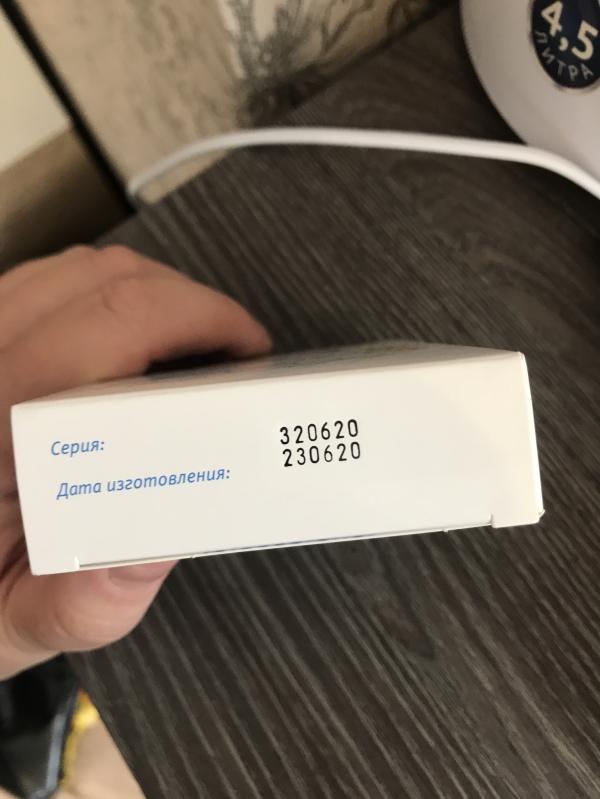 4,5
ЛИТРА
Серия: 320620
Дата изготовления: 230620